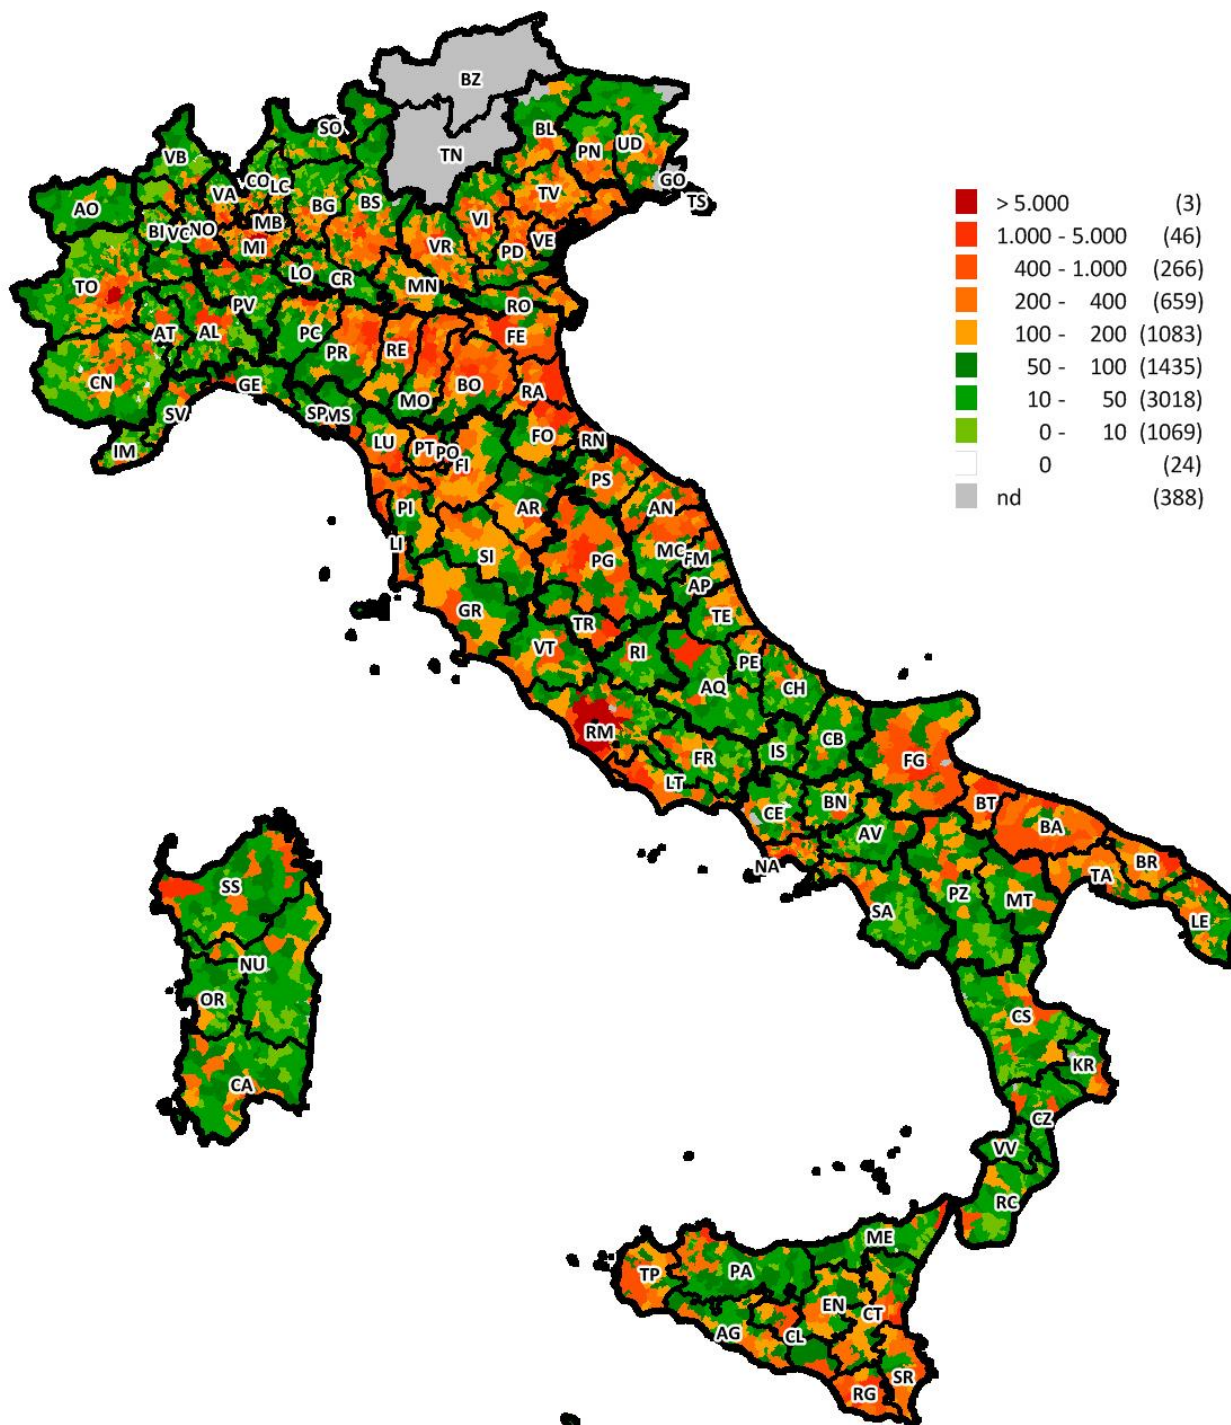 BZ
TN
SO
BL
PN
UD
GO
TS
VB
AO
VA
CO
LC
BG
BS
VI
TV
BI
VC
NO
MB
MI
VR
PD
VE
TO
LO
CR
MN
RO
PV
AT
AL
PC
PR
RE
FE
CN
GE
SP
MS
MO
BO
RA
SV
IM
LU
PT
PO
FI
FO
RN
PS
PI
AR
AN
LI
SI
PG
MC
FM
AP
GR
TR
TE
VT
RI
PE
AQ
CH
RM
FR
IS
CB
FG
LT
CE
BN
AV
BT
BA
NA
BR
TA
SA
PZ
MT
LE
SS
NU
OR
CA
CS
KR
CZ
VV
RC
ME
TP
PA
EN
CT
AG
CL
SR
RG
> 5.000 (3)
1.000 - 5.000 (46)
400 - 1.000 (266)
200 - 400 (659)
100 - 200 (1083)
50 - 100 (1435)
10 - 50 (3018)
0 - 10 (1069)
0 (24)
nd (388)